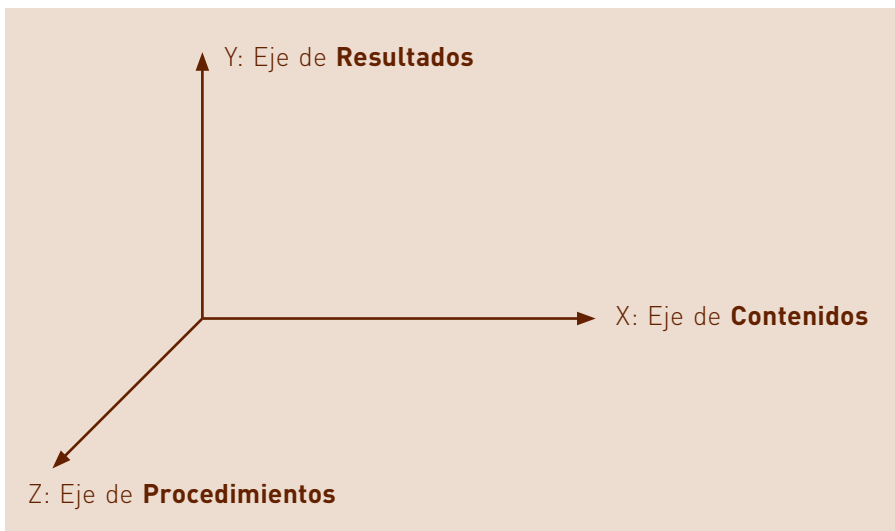 Y: Eje de Resultados
X: Eje de Contenidos
Z: Eje de Procedimientos